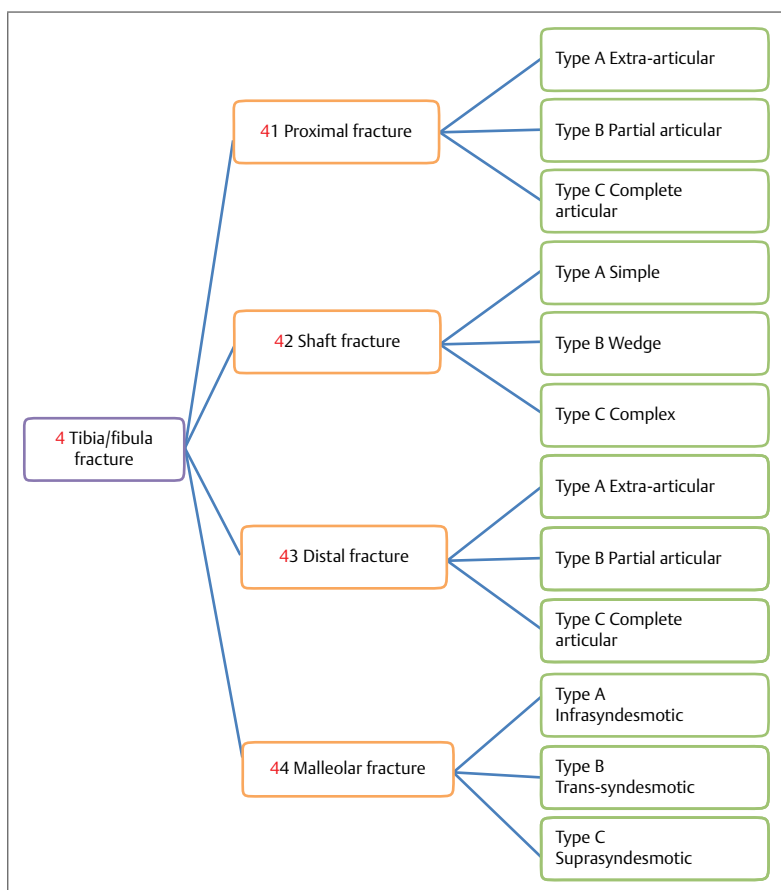 Type A Extra-articular
41 Proximal fracture
Type B Partial articular
Type C Complete
articular
Type A Simple
42 Shaft fracture
Type B Wedge
Type C Complex
4 Tibia/fibula
fracture
Type A Extra-articular
43 Distal fracture
Type B Partial articular
Type C Complete
articular
Type A
Infrasyndesmotic
44 Malleolar fracture
Type B
Trans-syndesmotic
Type C
Suprasyndesmotic